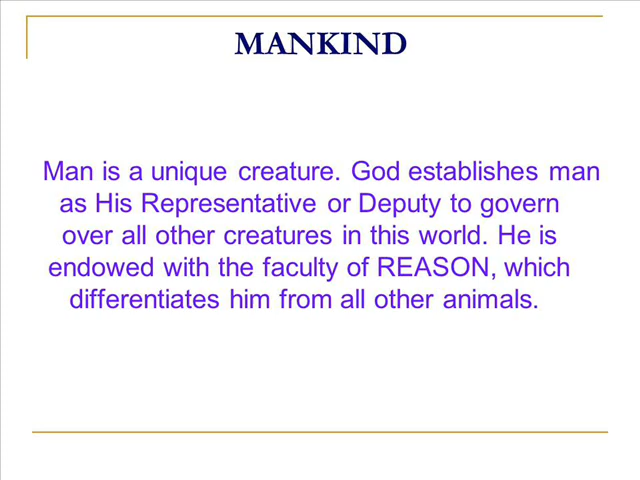 MANKIND
Man is a unique creature. God establishes man
as His Representative or Deputy to govern
over all other creatures in this world. He is
endowed with the faculty of REASON, which
differentiates him from all other animals.